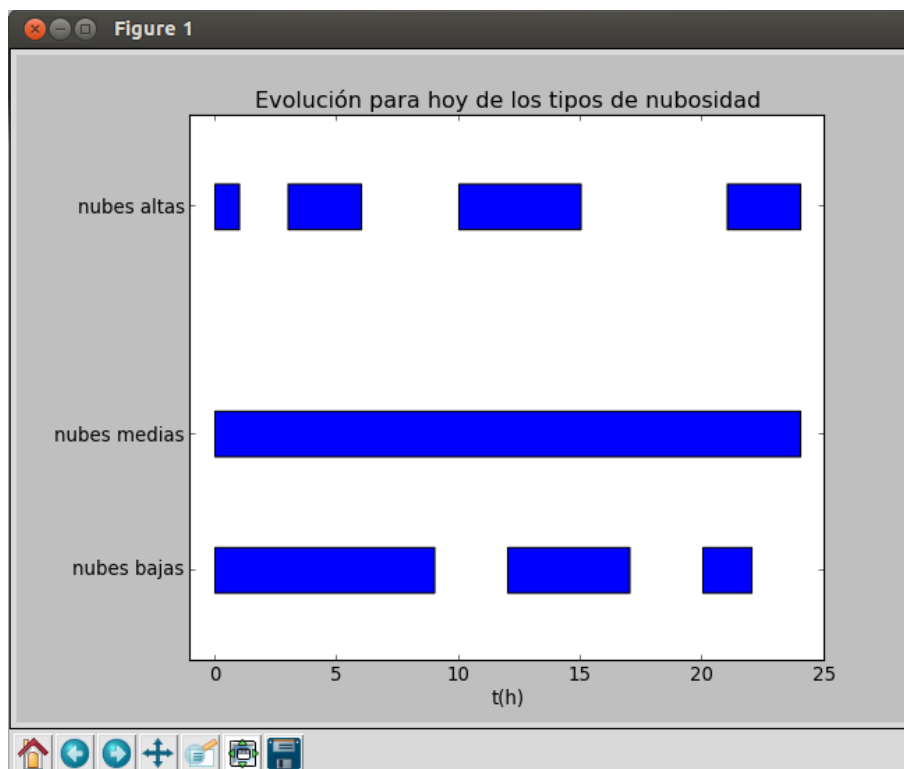 Figure 1
Evolución para hoy de los tipos de nubosidad
nubes altas
nubes medias
nubes bajas
0 5 10 15 20 25
t(h)